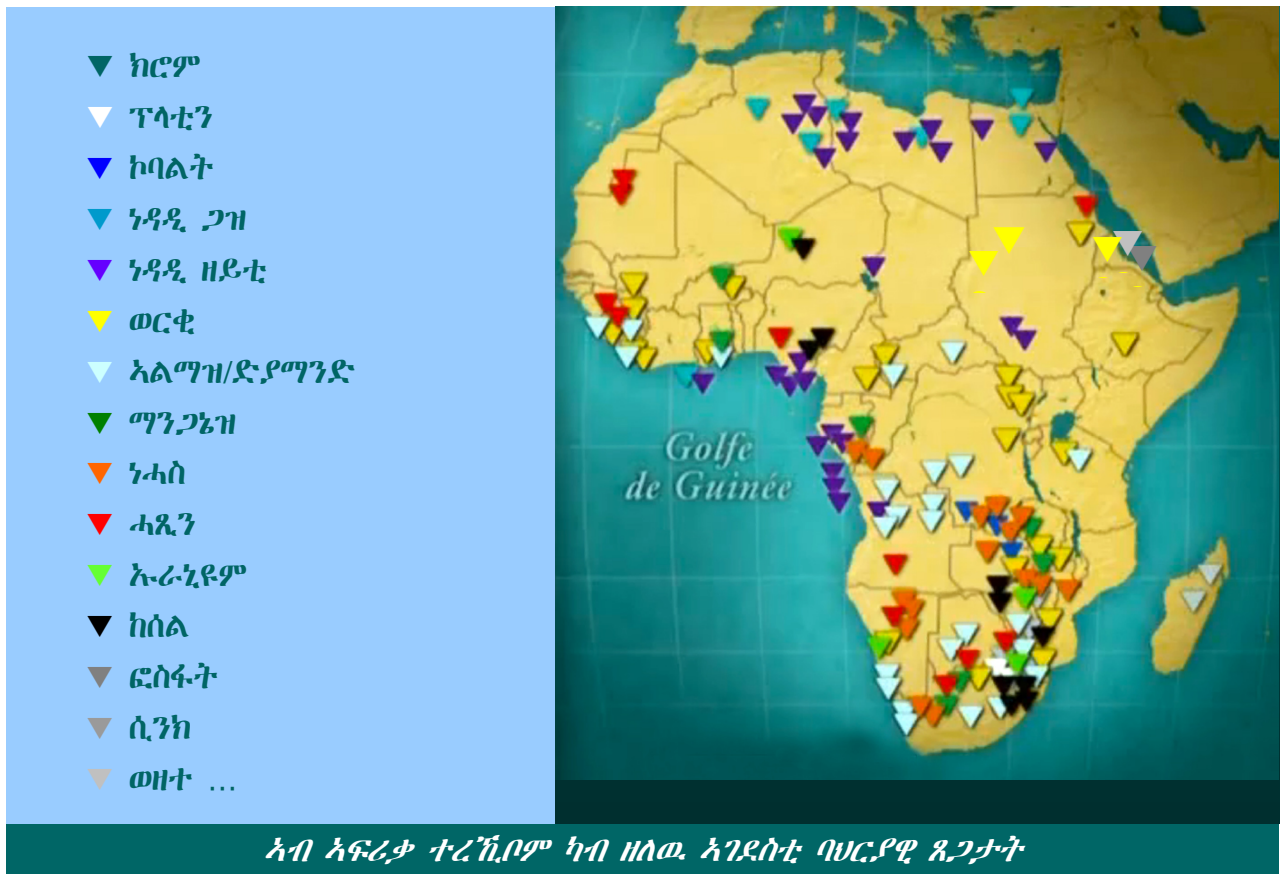 ክሮም
ፕላቲን
ኮባልት
ነዳዲ ጋዝ
ነዳዲ ዘይቲ
ወርቂ
ኣልማዝ/ድያማንድ
ማንጋኔዝ
ነሓስ
ሓጺን
ኡራኒዩም
ከሰል
ፎስፋት
ሲንክ
ወዘተ ...
Golfe
de Guinée
ኣብ ኣፍሪቃ ተረኺቦም ካብ ዘለዉ ኣገደስቲ ባህርያዊ ጸጋታት